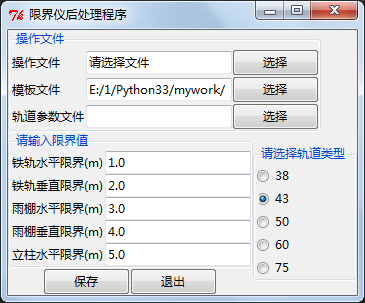 限界仪后处理程序
操作文件
操作文件 请选择文件 选择
模板文件 E:/1/Python33/mywork/ 选择
轨道参数文件 选择
请输入限界值
铁轨水平限界(m) 1.0
铁轨垂直限界(m) 2.0
雨棚水平限界(m) 3.0
雨棚垂直限界(m) 4.0
立柱水平限界(m) 5.0
请选择轨道类型
38
43
50
60
75
保存 退出